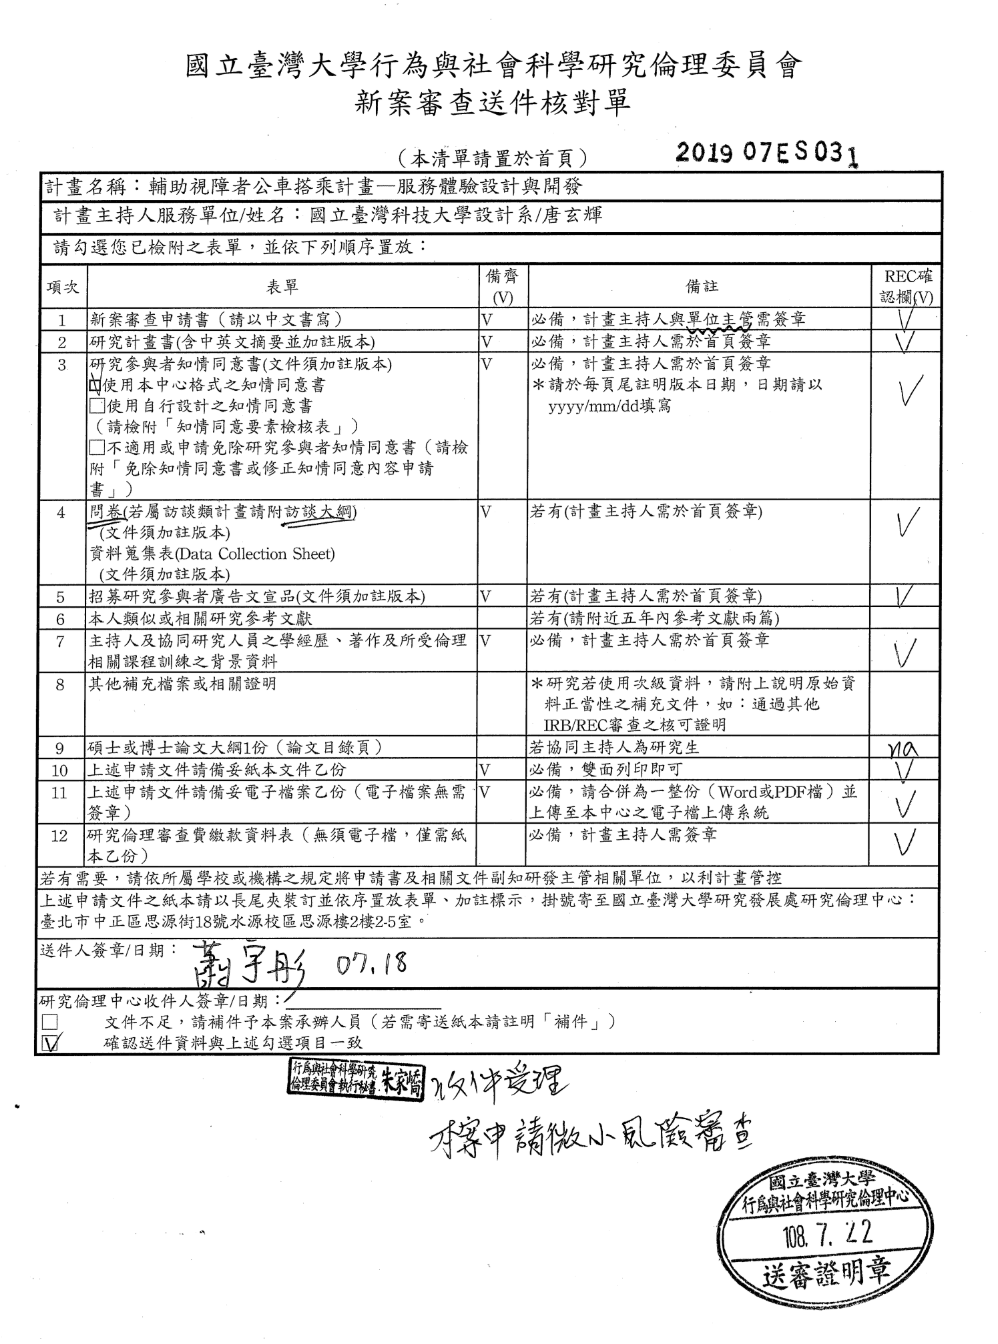 國立臺灣大學行為與社會科學研究倫理委員會
新案審查送件核對單
(本清單請置於首頁)
2019 07ES031
計畫名稱：輔助視障者公車搭乘計畫—服務體驗設計與開發
計畫主持人服務單位/姓名：國立臺灣科技大學設計系/唐玄輝
請勾選您已檢附之表單，並依下列順序置放：
項次 表單 備齊(V) 備註 REC確認欄(V)
1 新案審查申請書（請以中文書寫） V 必備，計畫主持人與單位主管需簽章 V
2 研究計畫書(含中英文摘要並加註版本) V 必備，計畫主持人需於首頁簽章 V
3 研究參與者知情同意書(文件須加註版本) V 必備，計畫主持人需於首頁簽章 V
☑使用本中心格式之知情同意書 ＊請於每頁尾註明版本日期，日期請以
□使用自行設計之知情同意書 yyyy/mm/dd填寫
（請檢附「知情同意要素檢核表」）
□不適用或申請免除研究參與者知情同意書（請檢
附「免除知情同意書或修正知情同意內容申請
書」）
4 問卷(若屬訪談類計畫請附訪談大綱) V 若有(計畫主持人需於首頁簽章) V
(文件須加註版本)
資料蒐集表(Data Collection Sheet)
(文件須加註版本)
5 招募研究參與者廣告文宣品(文件須加註版本) V 若有(計畫主持人需於首頁簽章) V
6 本人類似或相關研究參考文獻 若有(請附近五年內參考文獻兩篇)
7 主持人及協同研究人員之學經歷、著作及所受倫理 V 必備，計畫主持人需於首頁簽章 V
相關課程訓練之背景資料
8 其他補充檔案或相關證明 ＊研究若使用次級資料，請附上說明原始資
料正當性之補充文件，如：通過其他
IRB/REC審查之核可證明
9 碩士或博士論文大綱1份（論文目錄頁） 若協同主持人為研究生 na
10 上述申請文件請備妥紙本文件乙份 V 必備，雙面列印即可 V
11 上述申請文件請備妥電子檔案乙份（電子檔案無需 V 必備，請合併為一整份（Word或PDF檔）並 V
簽章） 上傳至本中心之電子檔上傳系統
12 研究倫理審查費繳款資料表（無須電子檔，僅需紙 必備，計畫主持人需簽章 V
本乙份）
若有需要，請依所屬學校或機構之規定將申請書及相關文件副知研發主管相關單位，以利計畫管控
上述申請文件之紙本請以長尾夾裝訂並依序置放表單、加註標示，掛號寄至國立臺灣大學研究發展處研究倫理中心：
臺北市中正區思源街18號水源校區思源樓2樓2-5室。
送件人簽章/日期：蕭宇彤 07.18
研究倫理中心收件人簽章/日期：
□ 文件不足，請補件予本案承辦人員（若需寄送紙本請註明「補件」）
☑ 確認送件資料與上述勾選項目一致
行為與社會科學研究
倫理委員會執行秘書 朱家嶠
收件受理
本案申請微小風險審查
國立臺灣大學
行為與社會科學研究倫理中心
108.7.22
送審證明章